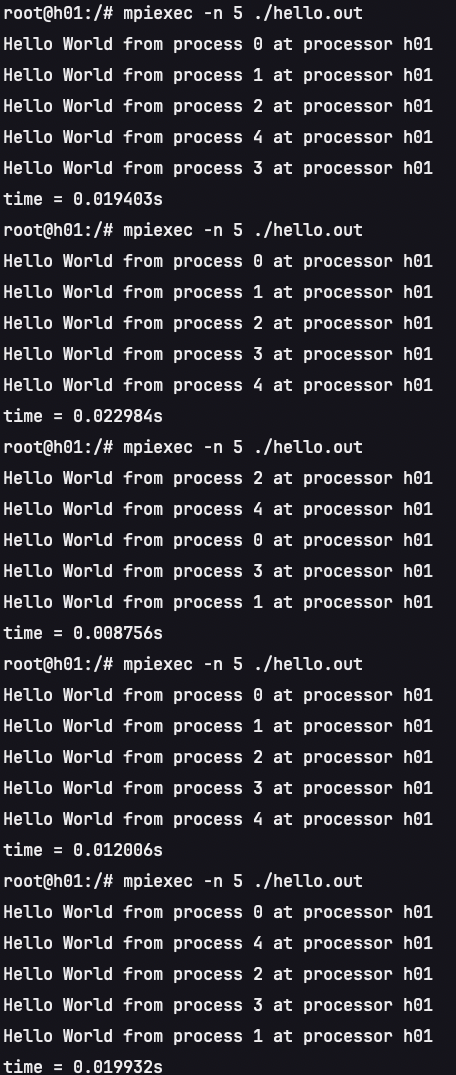 root@h01:/# mpiexec -n 5 ./hello.out
Hello World from process 0 at processor h01
Hello World from process 1 at processor h01
Hello World from process 2 at processor h01
Hello World from process 4 at processor h01
Hello World from process 3 at processor h01
time = 0.019403s
root@h01:/# mpiexec -n 5 ./hello.out
Hello World from process 0 at processor h01
Hello World from process 1 at processor h01
Hello World from process 2 at processor h01
Hello World from process 3 at processor h01
Hello World from process 4 at processor h01
time = 0.022984s
root@h01:/# mpiexec -n 5 ./hello.out
Hello World from process 2 at processor h01
Hello World from process 4 at processor h01
Hello World from process 0 at processor h01
Hello World from process 3 at processor h01
Hello World from process 1 at processor h01
time = 0.008756s
root@h01:/# mpiexec -n 5 ./hello.out
Hello World from process 0 at processor h01
Hello World from process 1 at processor h01
Hello World from process 2 at processor h01
Hello World from process 3 at processor h01
Hello World from process 4 at processor h01
time = 0.012006s
root@h01:/# mpiexec -n 5 ./hello.out
Hello World from process 0 at processor h01
Hello World from process 4 at processor h01
Hello World from process 2 at processor h01
Hello World from process 3 at processor h01
Hello World from process 1 at processor h01
time = 0.019932s